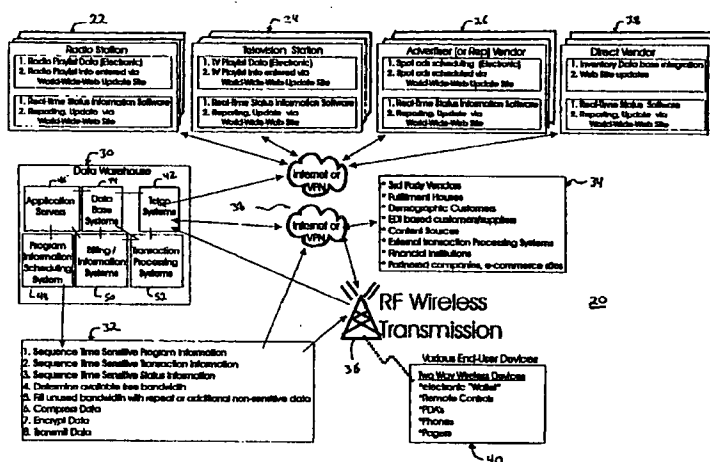 22
24
26
28
Radio Station
1. Radio Playlist Data (Electronic)
2. Radio Playlist Info entered via
World-Wide-Web Update Site
1. Real-Time Status Information Software
2. Reporting, Update via
World-Wide-Web Site
Television Station
1. TV Playlist Data (Electronic)
2. TV Playlist Info entered via
World-Wide-Web-Update Site
1. Real-Time Status Information Software
2. Reporting, Update via
World-Wide-Web Site
Advertiser (or Rep) Vendor
1. Spot ads scheduling (Electronic)
2. Spot ads scheduled via
World-Wide-Web Site
1. Real-Time Status Information Software
2. Reporting, Update via
World-Wide-Web Site
Direct Vendor
1. Inventory Data base integration
2. Web Site updates
1. Real-Time Status Software
2. Reporting, Update via
World-Wide-Web Site
30
Data Warehouse
44
42
Application
Servers
Data
Base
Systems
Telco
Systems
Program
Information
Scheduling
System
Billing /
Information
Systems
Transaction
Processing
Systems
48
50
52
Internet or
VPN
38
Internet or
VPN
34
* 3rd Party Vendors
* Fulfillment Houses
* Demographic Customers
* EDI based customer/suppliers
* Content Sources
* External Transaction Processing Systems
* Financial Institutions
* Partnered companies, e-commerce sites
RF Wireless
Transmission
20
36
32
1. Sequence Time Sensitive Program Information
2. Sequence Time Sensitive Transaction Information
3. Sequence Time Sensitive Status Information
4. Determine available free bandwidth
5. Fill unused bandwidth with repeat or additional non-sensitive data
6. Compress Data
7. Encrypt Data
8. Transmit Data
Various End-User Devices
Two Way Wireless Devices
*electronic "Wallet"
*Remote Controls
*PDA's
*Phones
*Pagers
40